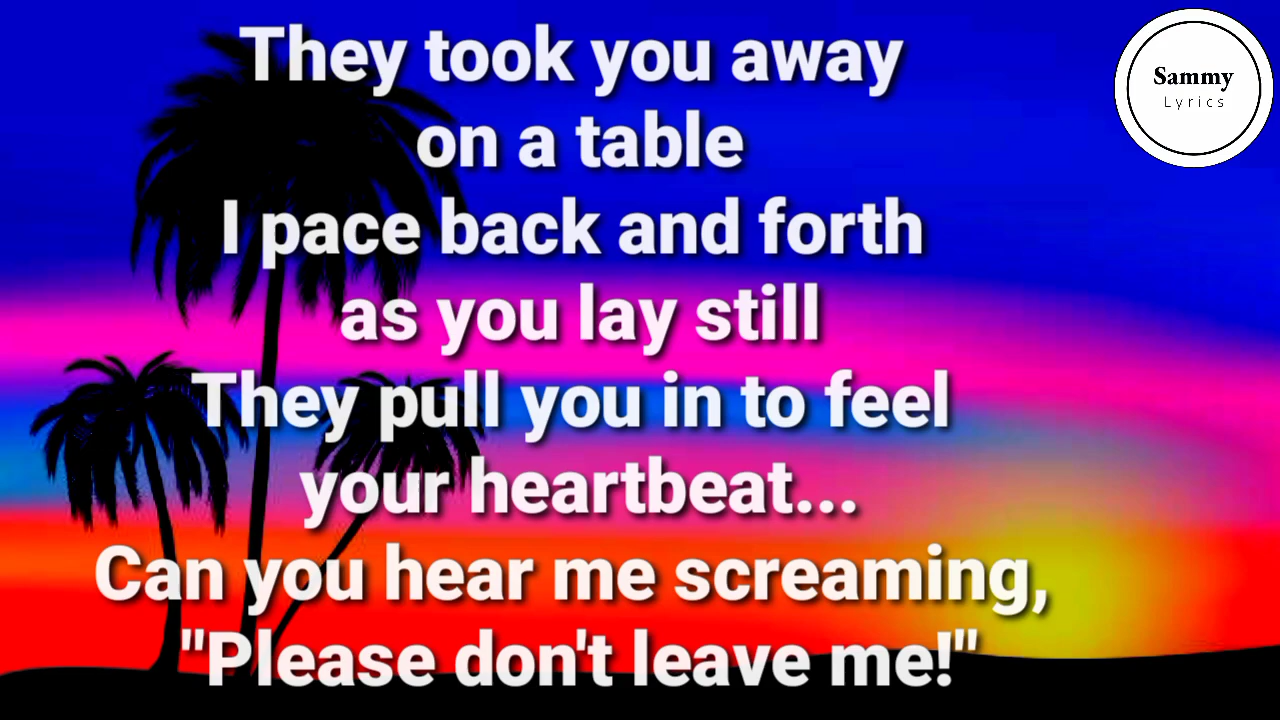 They took you away
on a table
I pace back and forth
as you lay still
They pull you in to feel
your heartbeat...
Can you hear me screaming,
"Please don't leave me!"
Sammy
Lyrics